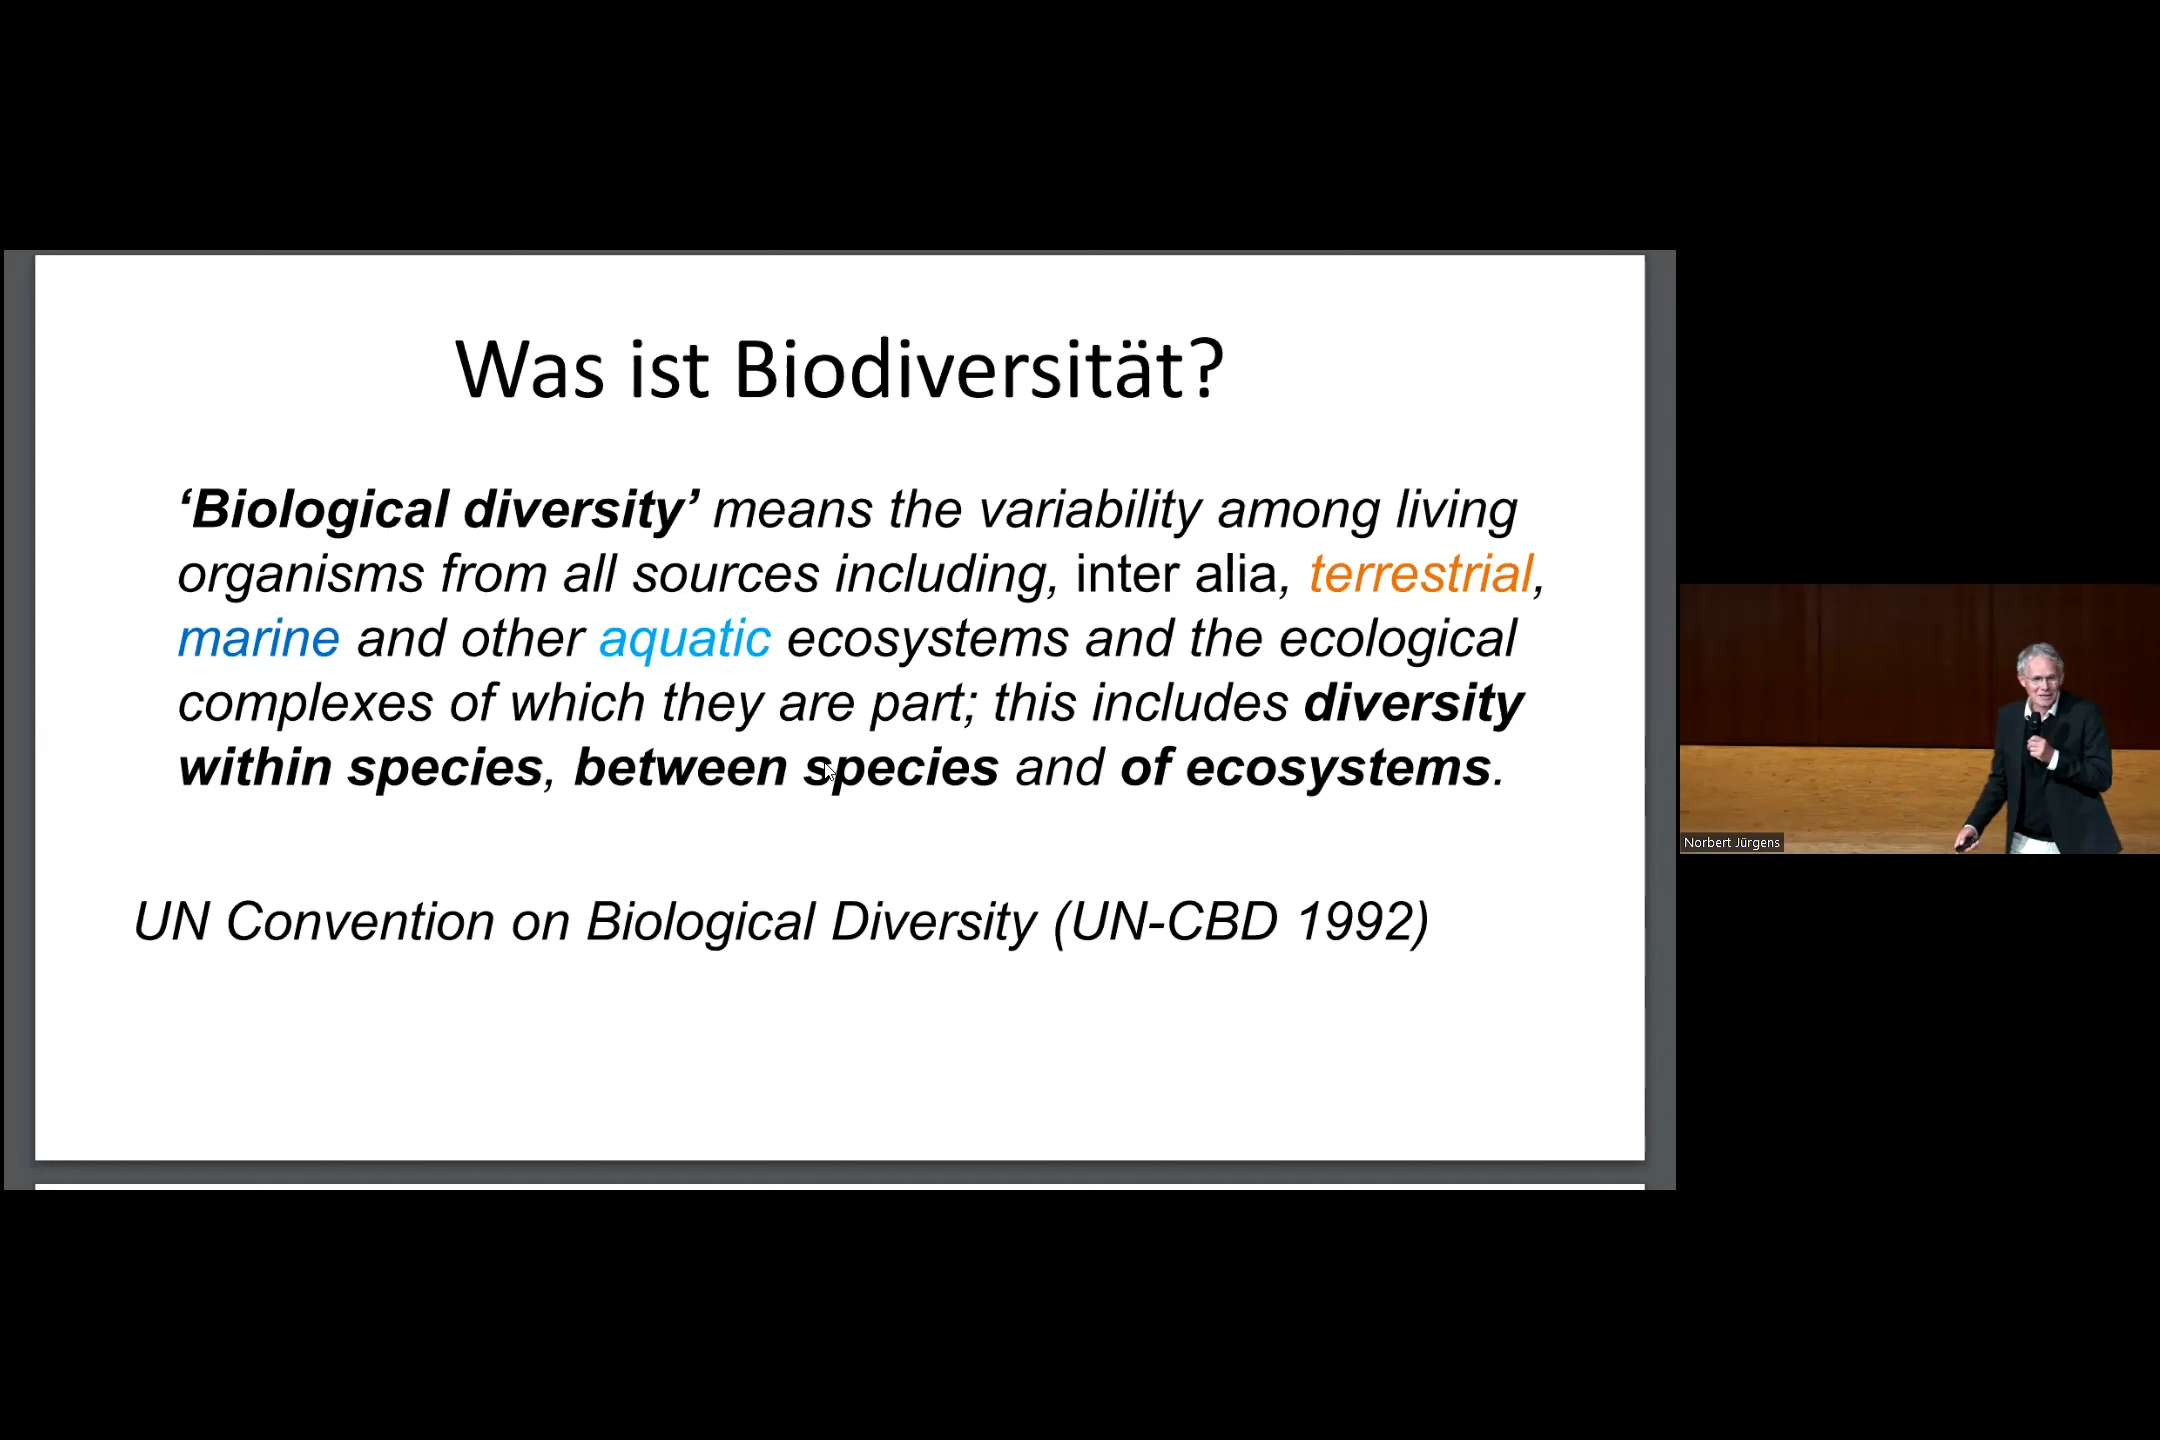 Was ist Biodiversität?
‘Biological diversity’ means the variability among living
organisms from all sources including, inter alia, terrestrial,
marine and other aquatic ecosystems and the ecological
complexes of which they are part; this includes diversity
within species, between species and of ecosystems.
UN Convention on Biological Diversity (UN-CBD 1992)
Norbert Jürgens